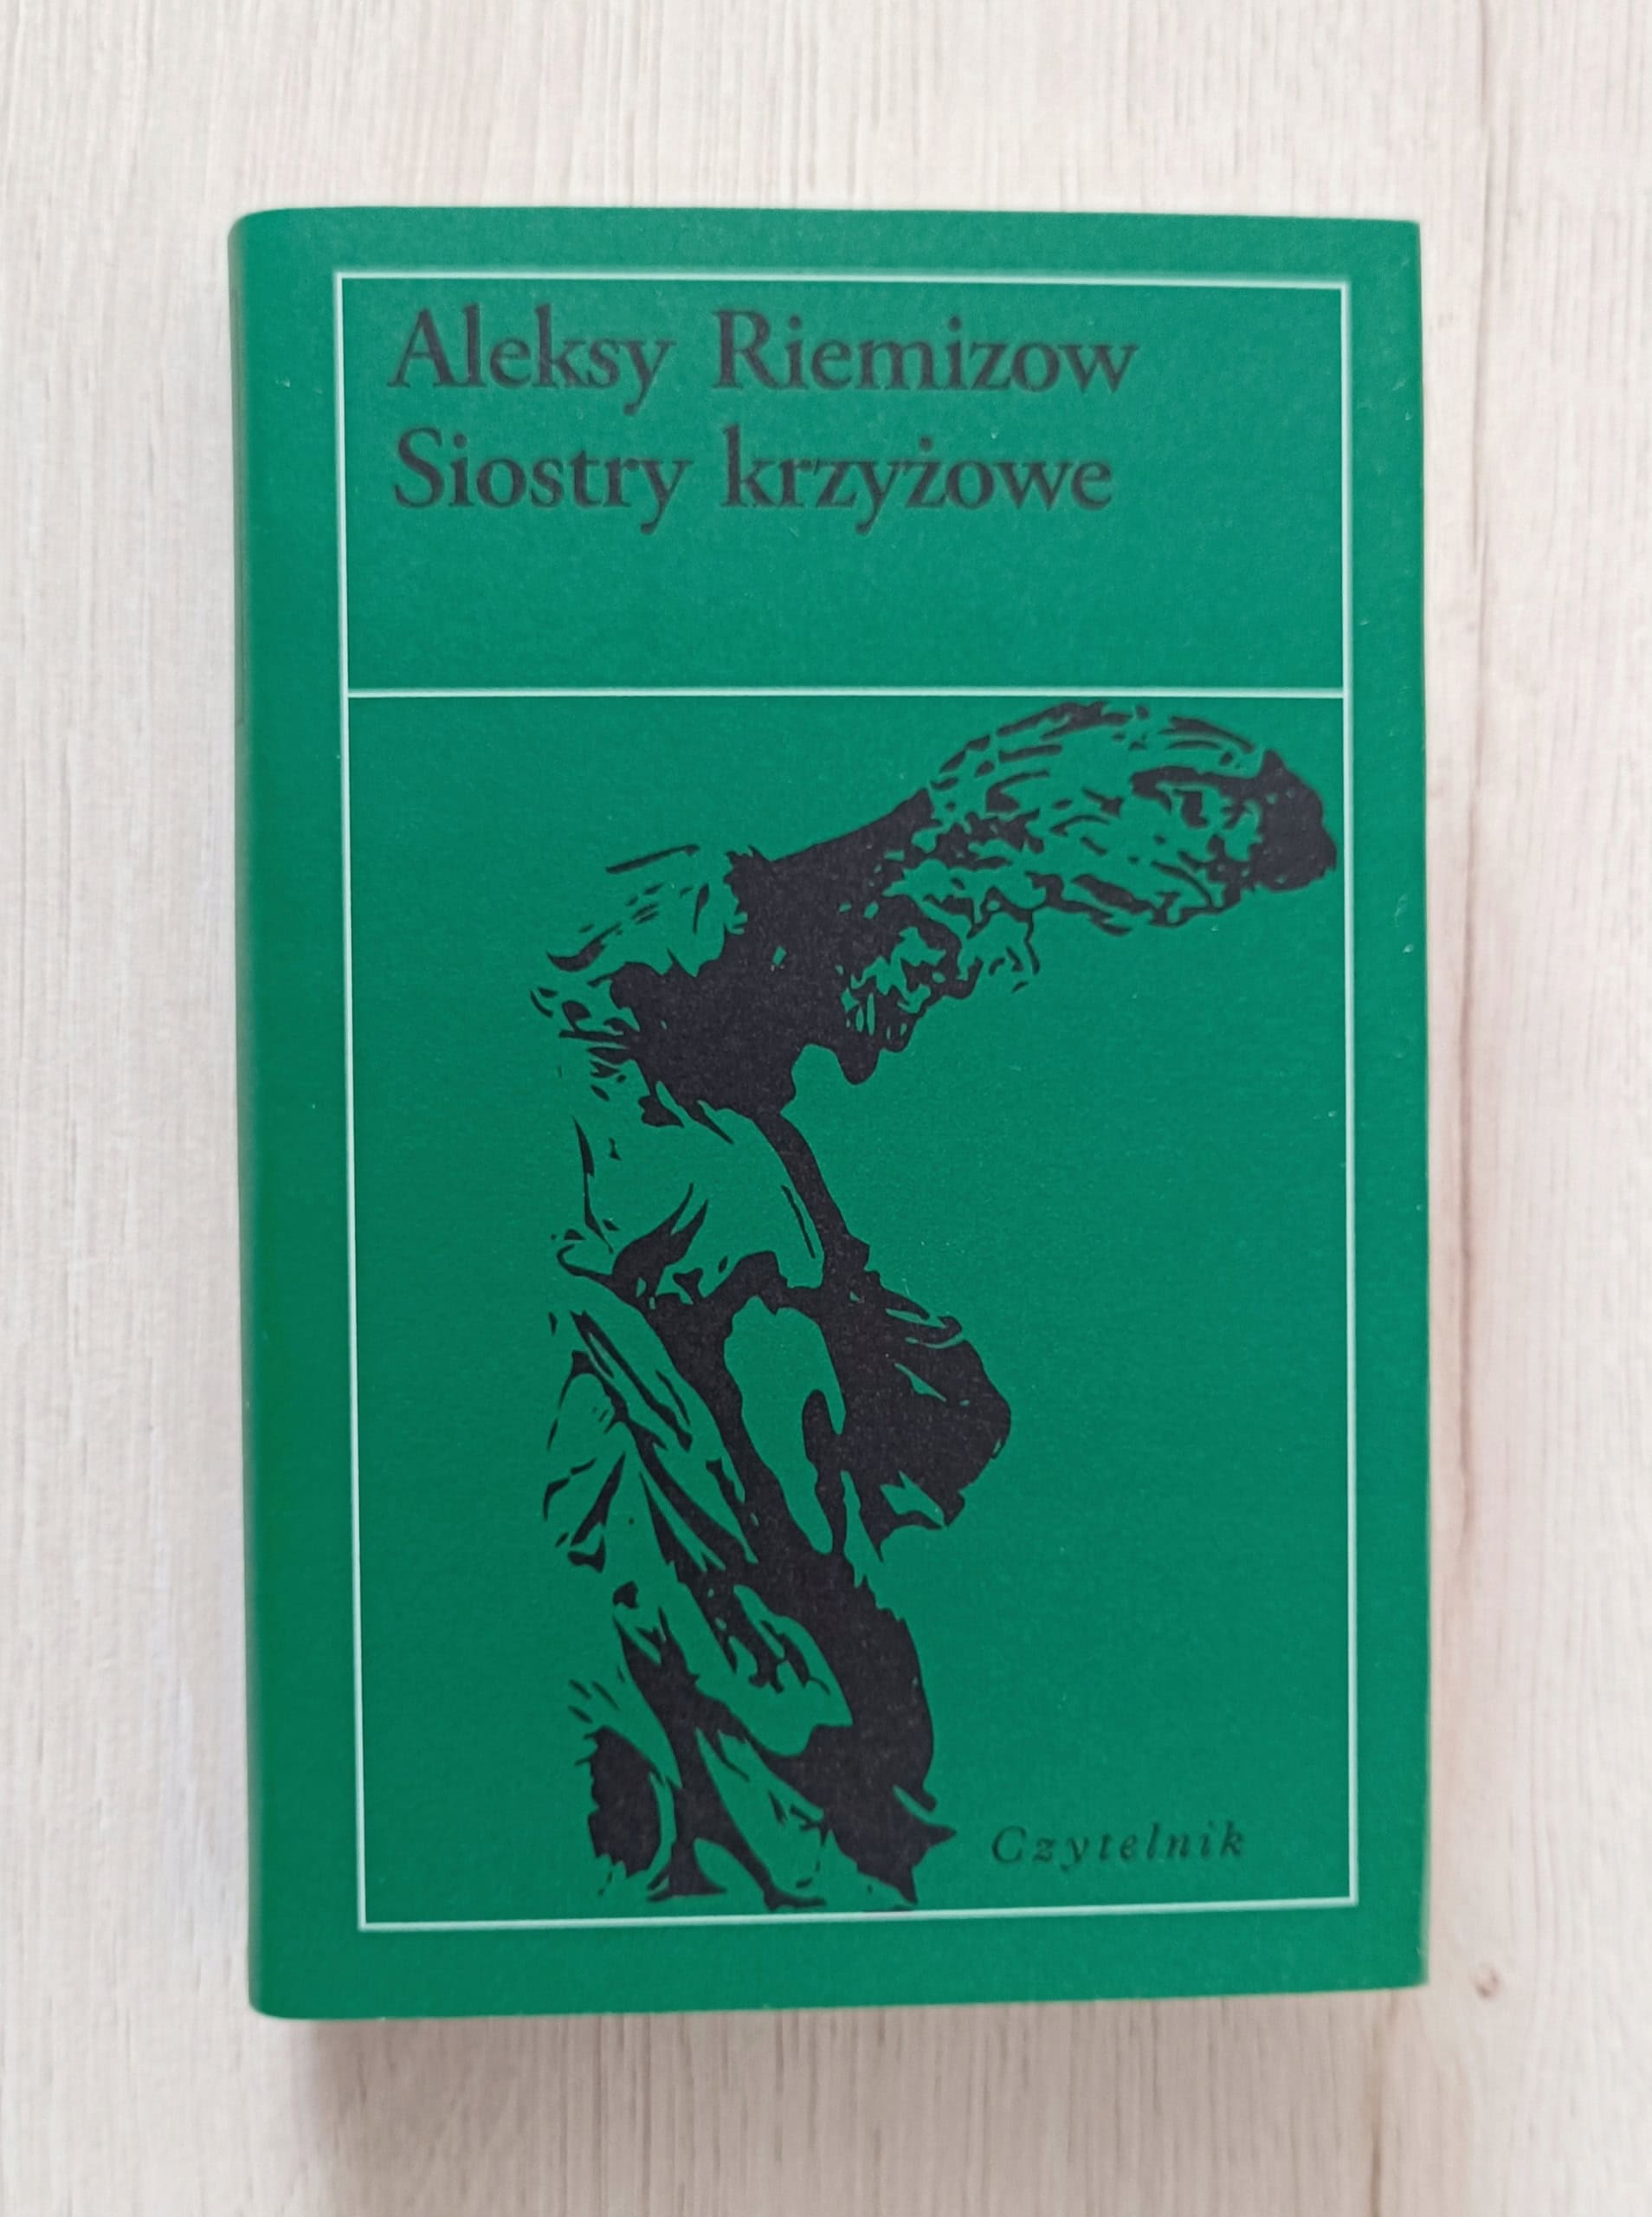 Aleksy Riemizow
Siostry krzyżowe
Czytelnik